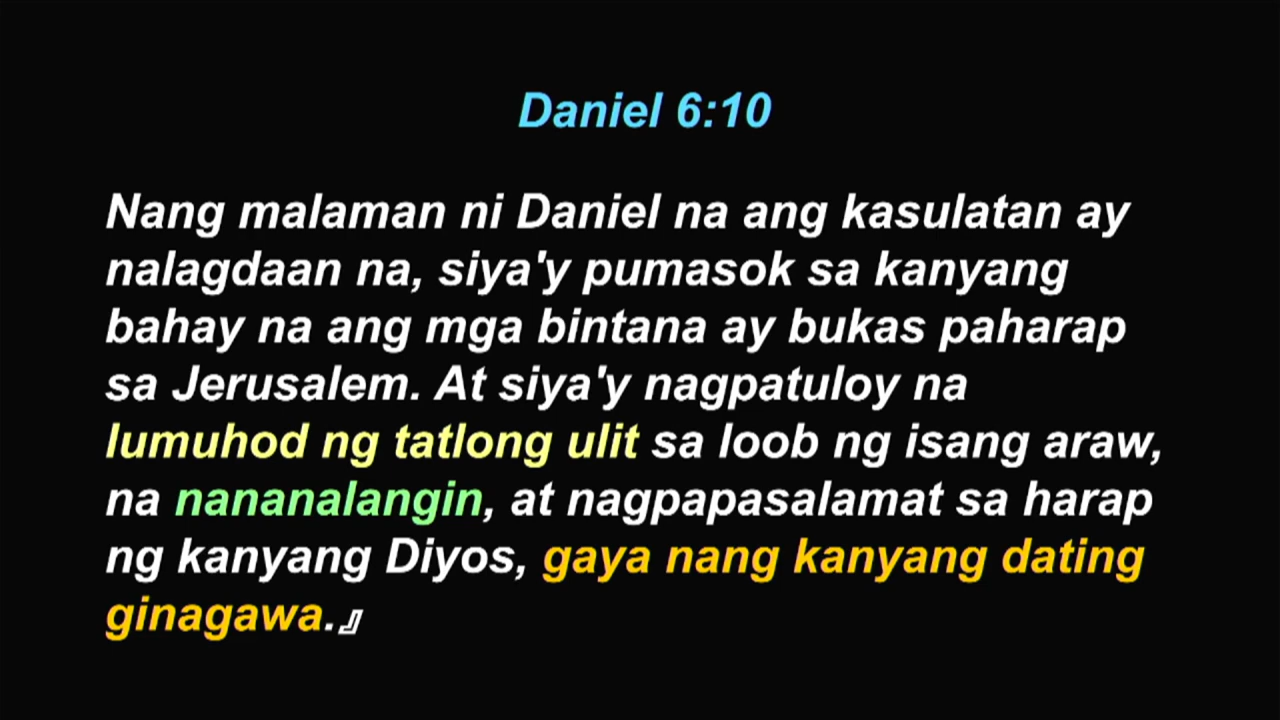 Daniel 6:10
Nang malaman ni Daniel na ang kasulatan ay
nalagdaan na, siya'y pumasok sa kanyang
bahay na ang mga bintana ay bukas paharap
sa Jerusalem. At siya'y nagpatuloy na
lumuhod ng tatlong ulit sa loob ng isang araw,
na nananalangin, at nagpapasalamat sa harap
ng kanyang Diyos, gaya nang kanyang dating
ginagawa.』